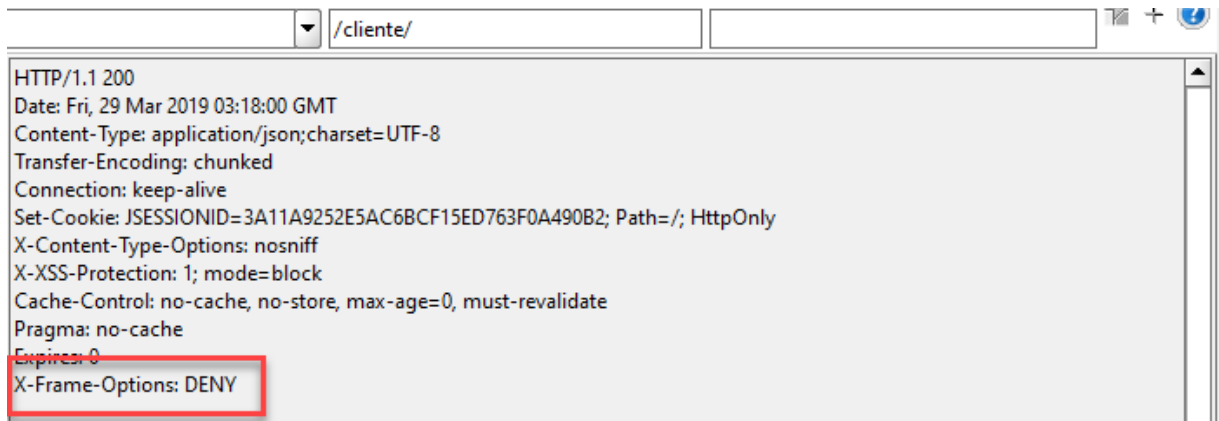 /cliente/
HTTP/1.1 200
Date: Fri, 29 Mar 2019 03:18:00 GMT
Content-Type: application/json;charset=UTF-8
Transfer-Encoding: chunked
Connection: keep-alive
Set-Cookie: JSESSIONID=3A11A9252E5AC6BCF15ED763F0A490B2; Path=/; HttpOnly
X-Content-Type-Options: nosniff
X-XSS-Protection: 1; mode=block
Cache-Control: no-cache, no-store, max-age=0, must-revalidate
Pragma: no-cache
Expires: 0
X-Frame-Options: DENY